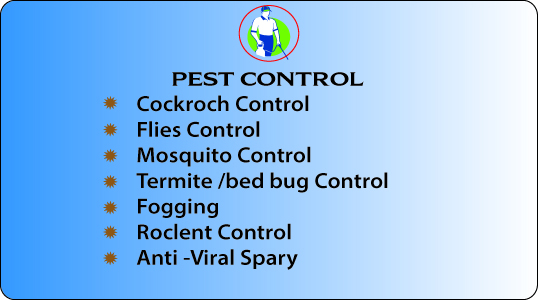 PEST CONTROL
Cockroch Control
Flies Control
Mosquito Control
Termite /bed bug Control
Fogging
Roclent Control
Anti -Viral Spary